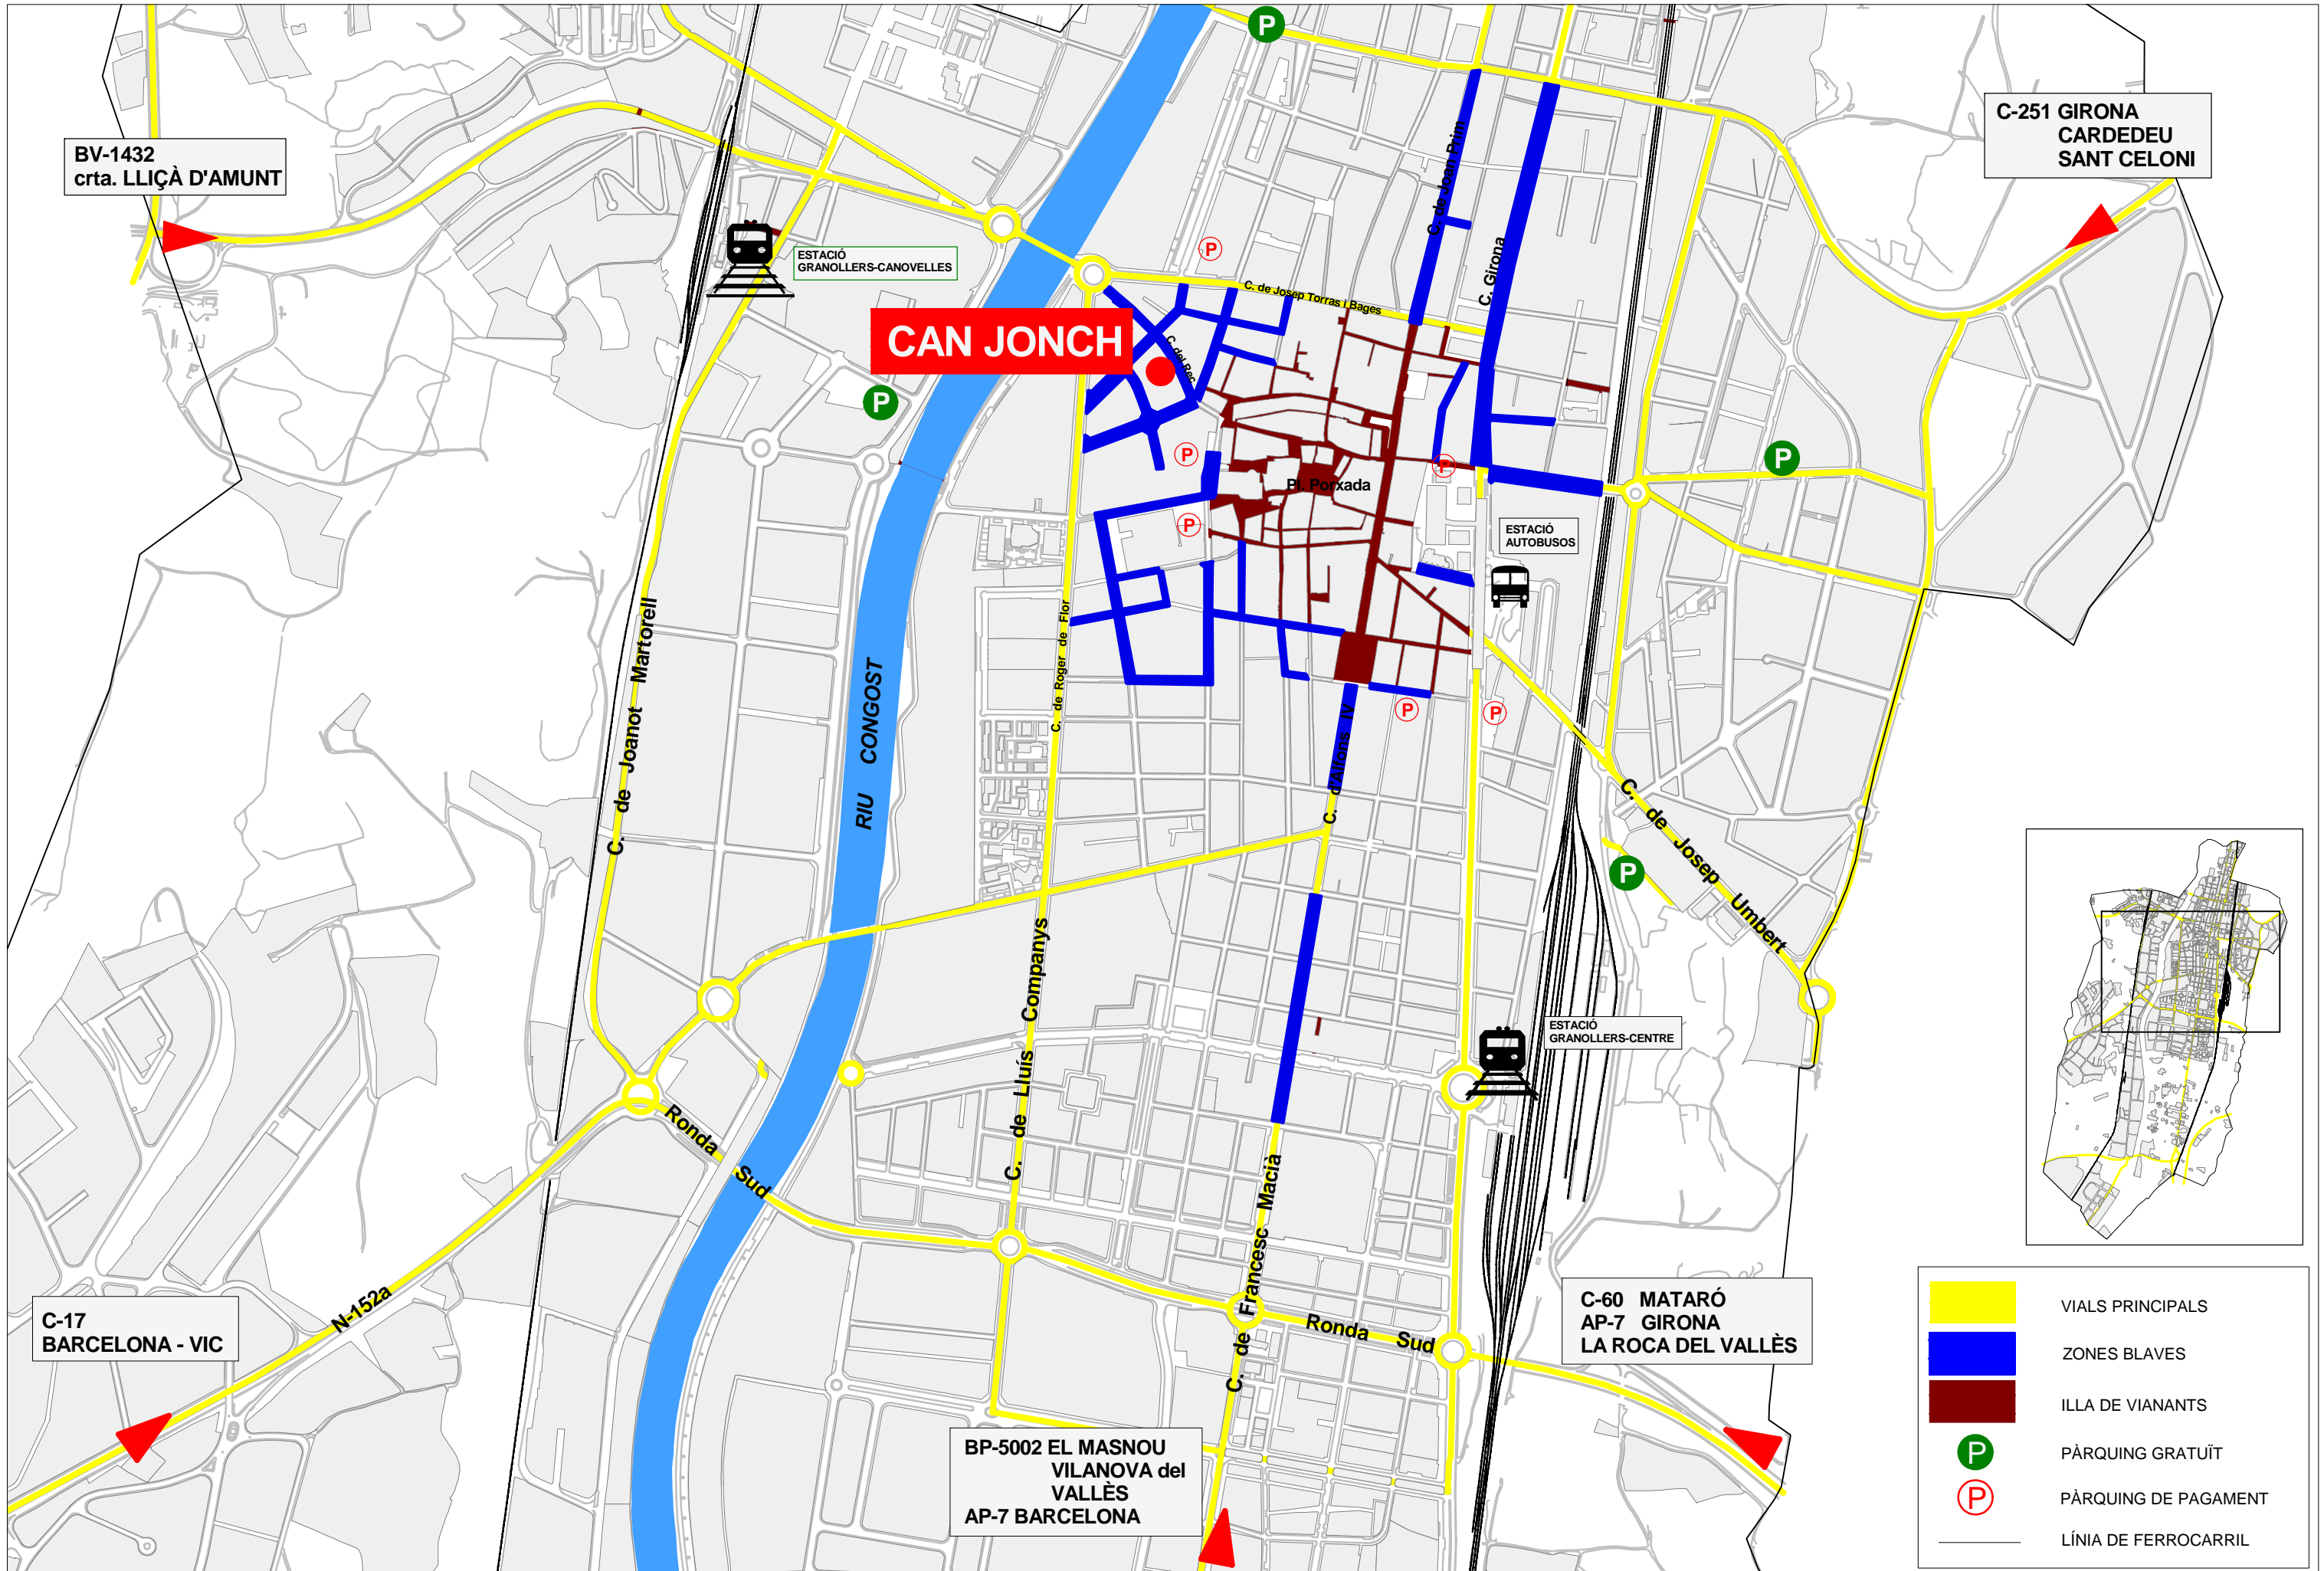 P
C-251 GIRONA
CARDEDEU
SANT CELONI
BV-1432
crta. LLIÇÀ D'AMUNT
C. de Joan Prim
C. Girona
P
ESTACIÓ
GRANOLLERS-CANOVELLES
C. de Josep Torras i Bages
CAN JONCH
C. del Rec
P
P
P
P
Pl. Porxada
P
ESTACIÓ
AUTOBUSOS
C. de Joanot Martorell
C. de Roger de Flor
RIU CONGOST
P
P
C. d'Alfons IV
C. de Josep Umbert
P
C. de Lluís Companys
ESTACIÓ
GRANOLLERS-CENTRE
Ronda Sud
C. de Francesc Macià
N-152a
C-17
BARCELONA - VIC
Ronda Sud
C-60 MATARÓ
AP-7 GIRONA
LA ROCA DEL VALLÈS
BP-5002 EL MASNOU
VILANOVA del
VALLÈS
AP-7 BARCELONA
VIALS PRINCIPALS
ZONES BLAVES
ILLA DE VIANANTS
P PÀRQUING GRATUÏT
P PÀRQUING DE PAGAMENT
LÍNIA DE FERROCARRIL